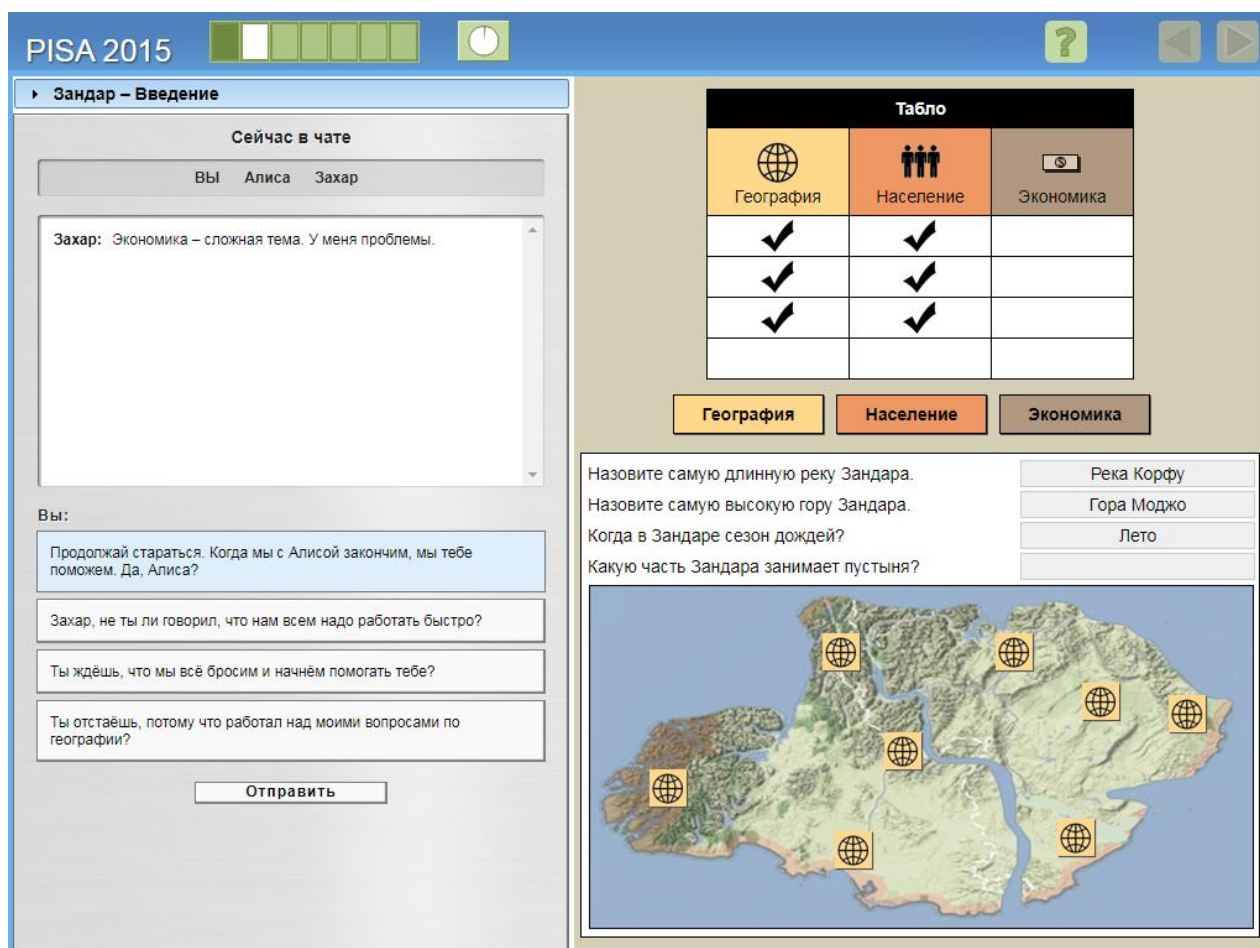 PISA 2015
?
Зандар – Введение
Сейчас в чате
ВЫ Алиса Захар
Захар: Экономика – сложная тема. У меня проблемы.
Вы:
Продолжай стараться. Когда мы с Алисой закончим, мы тебе
поможем. Да, Алиса?
Захар, не ты ли говорил, что нам всем надо работать быстро?
Ты ждёшь, что мы всё бросим и начнём помогать тебе?
Ты отстаёшь, потому что работал над моими вопросами по
географии?
Отправить
Табло
География Население Экономика
География Население Экономика
Назовите самую длинную реку Зандара. Река Корфу
Назовите самую высокую гору Зандара. Гора Моджо
Когда в Зандаре сезон дождей? Лето
Какую часть Зандара занимает пустыня?